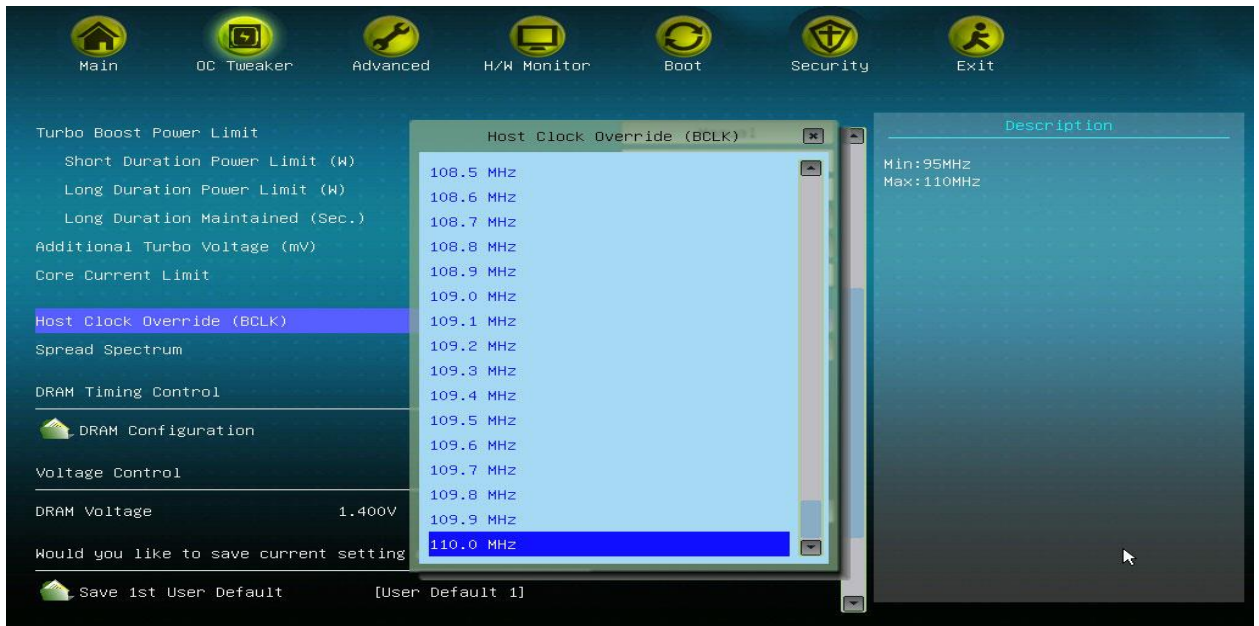 Main OC Tweaker Advanced H/W Monitor Boot Security Exit
Turbo Boost Power Limit
Short Duration Power Limit (W)
Long Duration Power Limit (W)
Long Duration Maintained (Sec.)
Additional Turbo Voltage (mV)
Core Current Limit
Host Clock Override (BCLK)
Spread Spectrum
DRAM Timing Control
DRAM Configuration
Voltage Control
DRAM Voltage 1.400V
Would you like to save current setting
Save 1st User Default [User Default 1]
Host Clock Override (BCLK)
108.5 MHz
108.6 MHz
108.7 MHz
108.8 MHz
108.9 MHz
109.0 MHz
109.1 MHz
109.2 MHz
109.3 MHz
109.4 MHz
109.5 MHz
109.6 MHz
109.7 MHz
109.8 MHz
109.9 MHz
110.0 MHz
Description
Min:95MHz
Max:110MHz